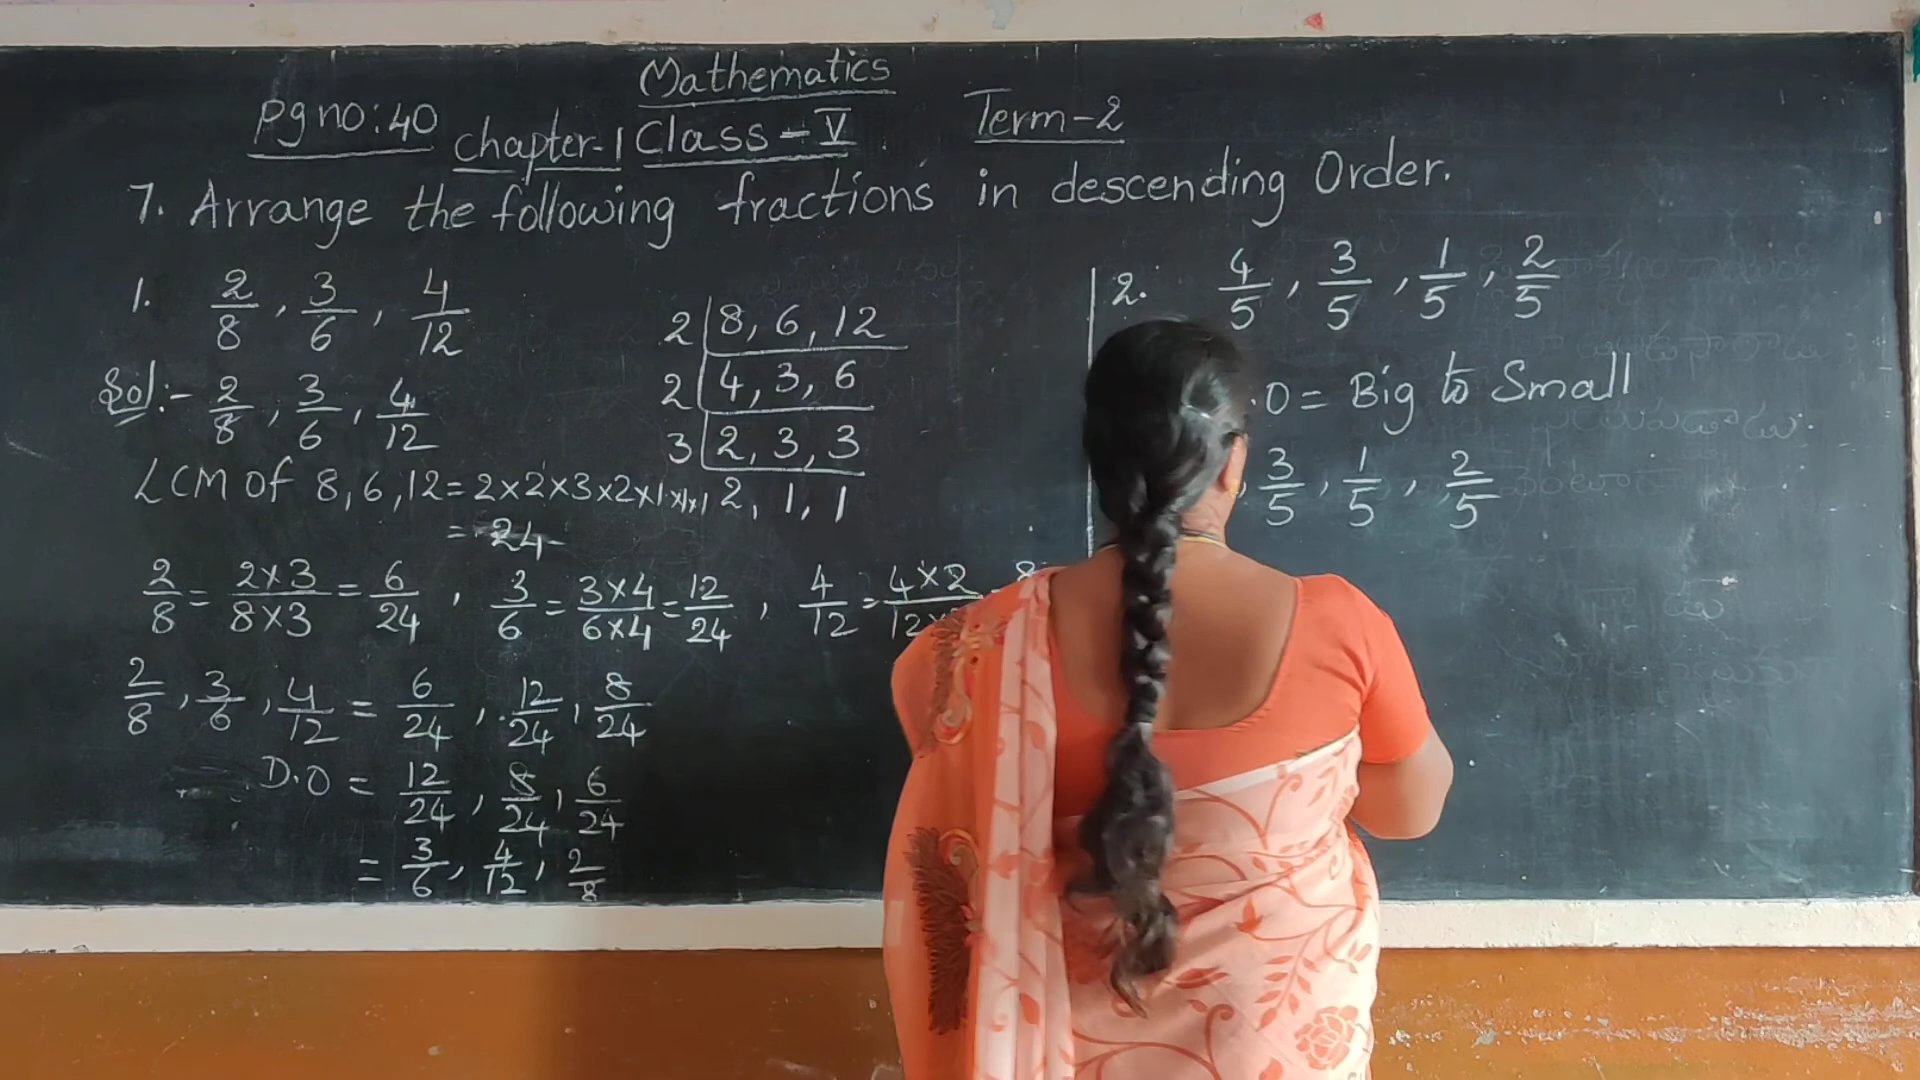 Mathematics
Pg no: 40
Chapter-1 Class - V
Term-2
7. Arrange the following fractions in descending Order.
1. 2/8, 3/6, 4/12
Sol:- 2/8, 3/6, 4/12
2 | 8, 6, 12
2 | 4, 3, 6
3 | 2, 3, 3
2, 1, 1
LCM of 8, 6, 12 = 2×2×3×2×1×1×1
= 24
2/8 = 2×3/8×3 = 6/24, 3/6 = 3×4/6×4 = 12/24, 4/12 = 4×2/12× 8
2/8, 3/6, 4/12 = 6/24, 12/24, 8/24
D.O = 12/24, 8/24, 6/24
= 3/6, 4/12, 2/8
2. 4/5, 3/5, 1/5, 2/5
.O = Big to Small
, 3/5, 1/5, 2/5